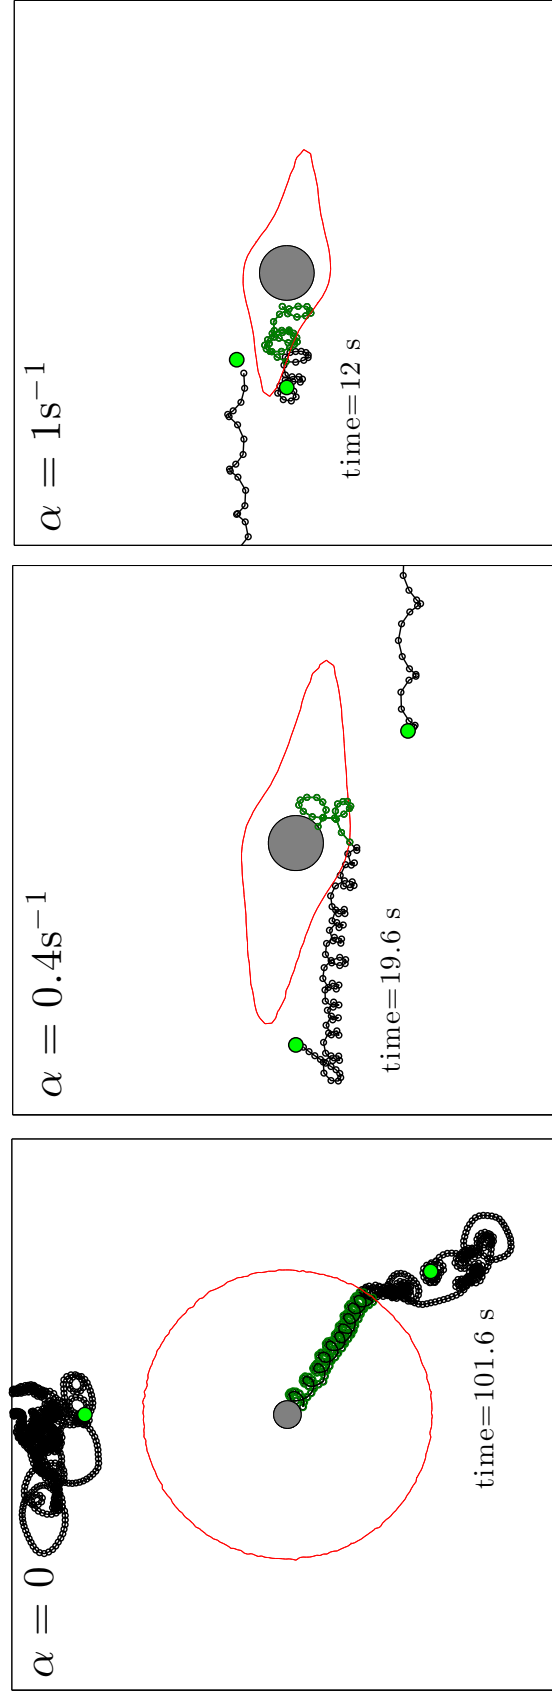 α = 0
time=101.6 s
α = 0.4s⁻¹
time=19.6 s
α = 1s⁻¹
time=12 s